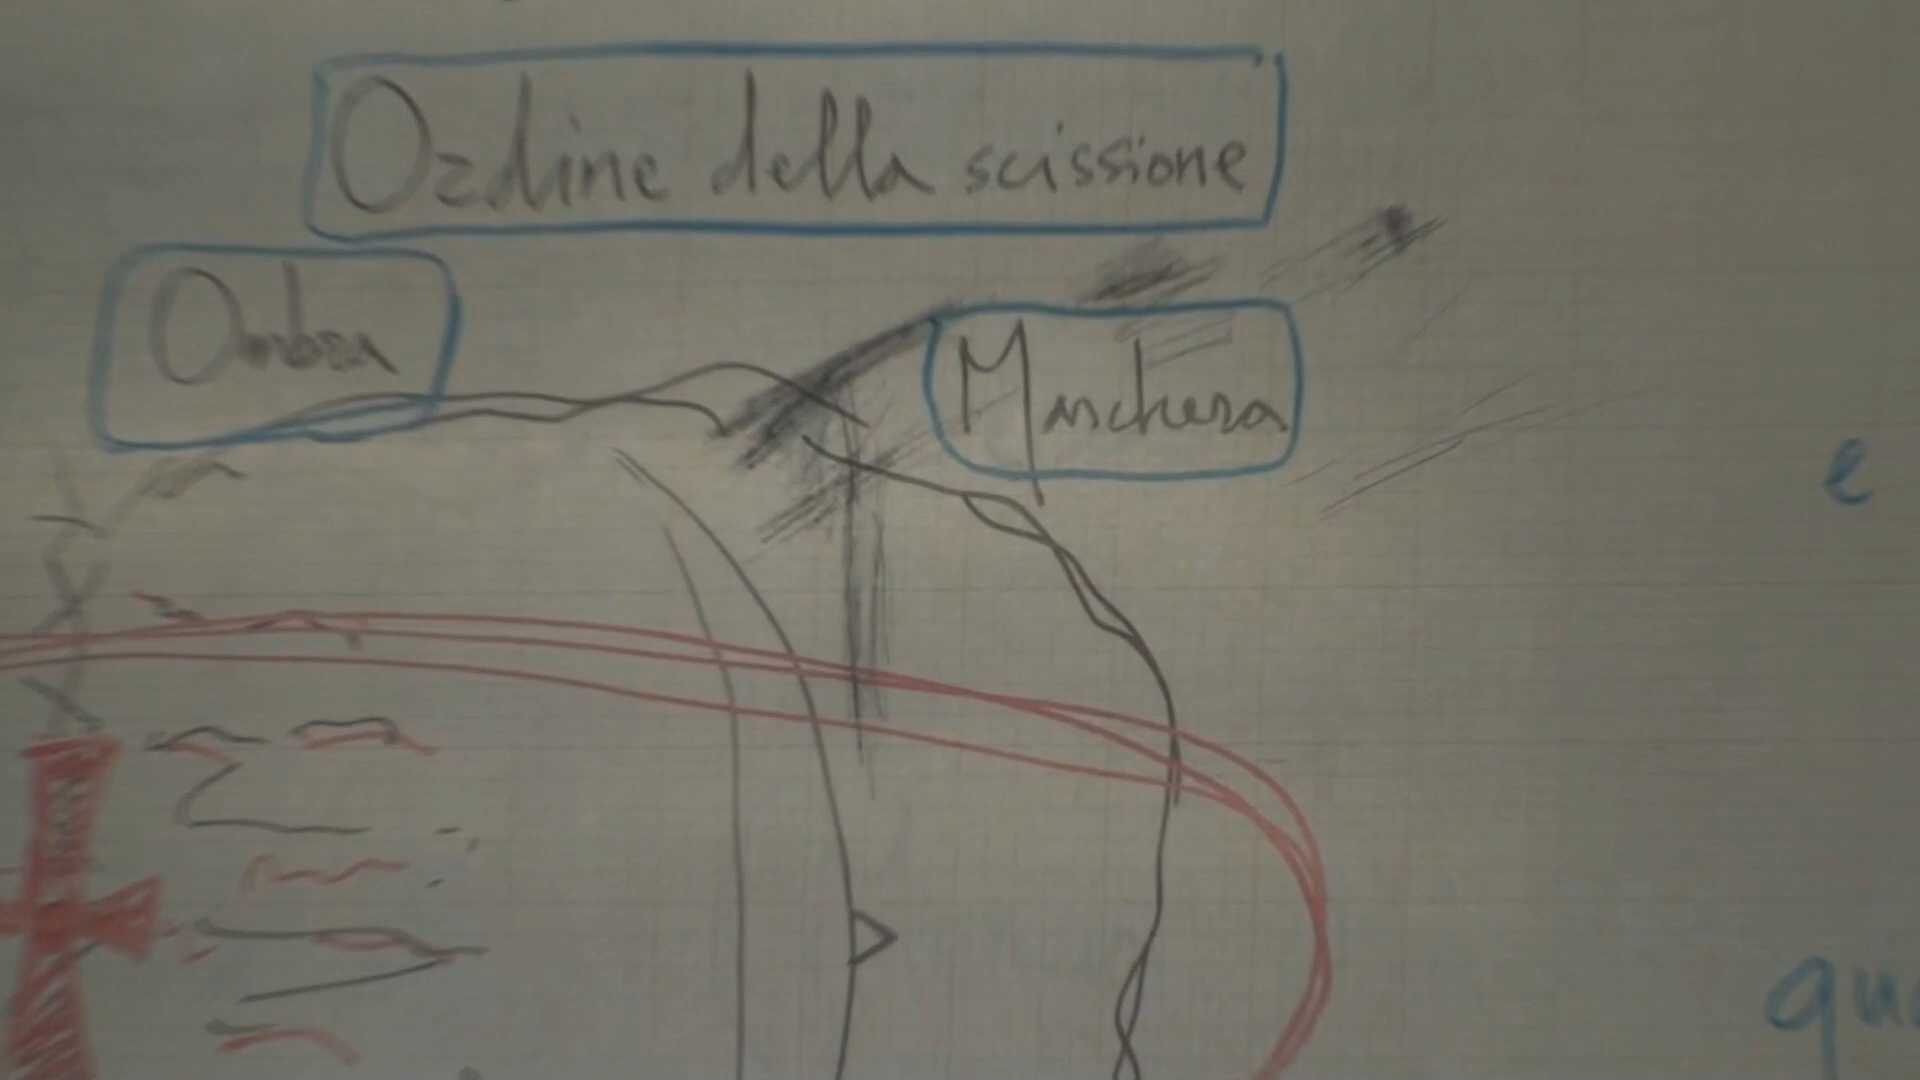 Ordine della scissione
Ombra
Maschera
e